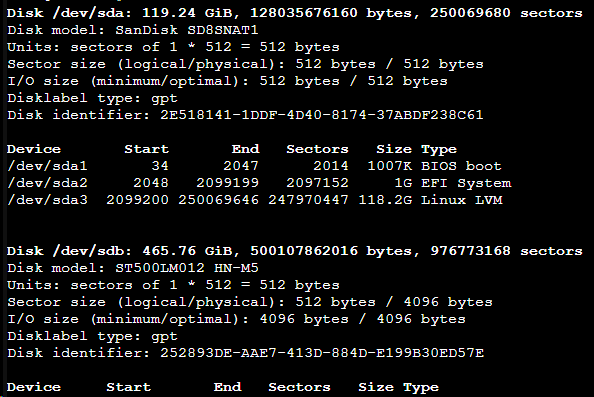 Disk /dev/sda: 119.24 GiB, 128035676160 bytes, 250069680 sectors
Disk model: SanDisk SD8SNAT1
Units: sectors of 1 * 512 = 512 bytes
Sector size (logical/physical): 512 bytes / 512 bytes
I/O size (minimum/optimal): 512 bytes / 512 bytes
Disklabel type: gpt
Disk identifier: 2E518141-1DDF-4D40-8174-37ABDF238C61
Device Start End Sectors Size Type
/dev/sda1 34 2047 2014 1007K BIOS boot
/dev/sda2 2048 2099199 2097152 1G EFI System
/dev/sda3 2099200 250069646 247970447 118.2G Linux LVM
Disk /dev/sdb: 465.76 GiB, 500107862016 bytes, 976773168 sectors
Disk model: ST500LM012 HN-M5
Units: sectors of 1 * 512 = 512 bytes
Sector size (logical/physical): 512 bytes / 4096 bytes
I/O size (minimum/optimal): 4096 bytes / 4096 bytes
Disklabel type: gpt
Disk identifier: 252893DE-AAE7-413D-884D-E199B30ED57E
Device Start End Sectors Size Type